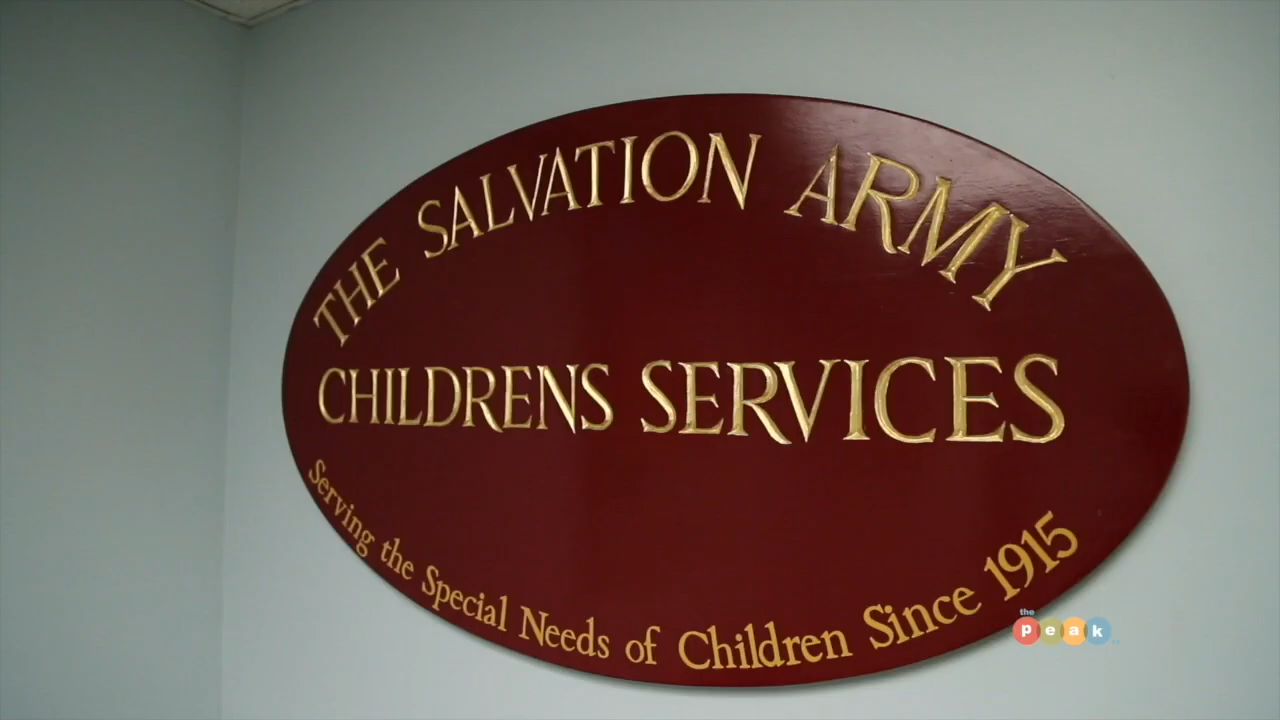 THE SALVATION ARMY
CHILDRENS SERVICES
Serving the Special Needs of Children Since 1915
the
peak